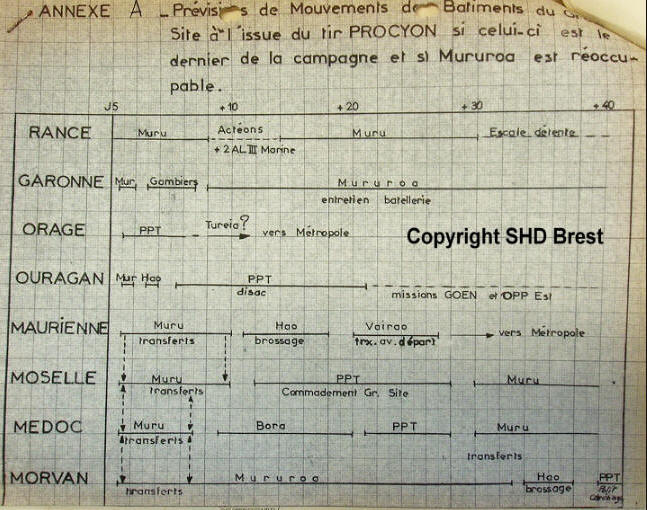 ANNEXE A - Prévisions de Mouvements des Batiments du
Site à l'issue du tir PROCYON si celui-ci est le
dernier de la campagne et si Mururoa est réoccu-
pable.
J5 +10 +20 +30 +40
RANCE Muru Actéons Muru Escale détente
+ 2 AL III Marine
GARONNE Mur Gambiers Mururoa
entretien batellerie
ORAGE PPT Tureia? vers Métropole
Copyright SHD Brest
OURAGAN Mur Hao PPT
disac missions GOEN et OPP Est
MAURIENNE Muru Hao Vairao vers Métropole
transferts brossage trx. av. départ
MOSELLE Muru PPT Muru
transferts Commadement Gr. Site
MEDOC Muru Bora PPT Muru
transferts transferts
MORVAN Mururoa Hao PPT
transferts brossage Petit